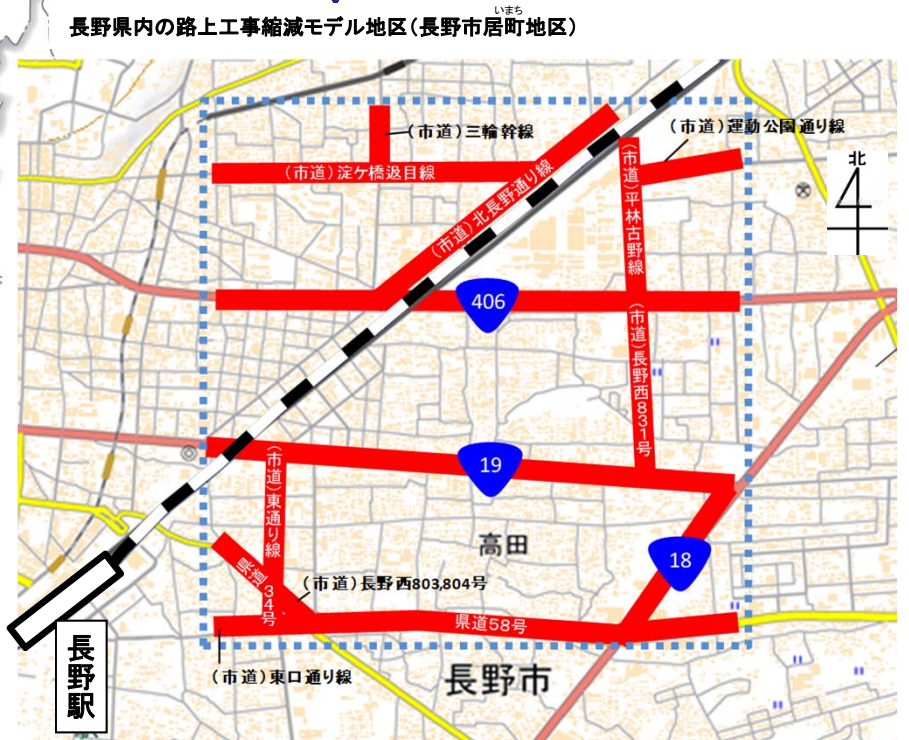 いまち
長野県内の路上工事縮減モデル地区（長野市居町地区）
（市道）三輪幹線
（市道）運動公園通り線
（市道）淀ケ橋返目線
（市道）北長野通り線
（市道）平林古野線
北
406
（市道）長野西831号
19
（市道）東通り線
高田
18
県道34号
（市道）長野西803,804号
県道58号
（市道）東口通り線
長野駅
長野市